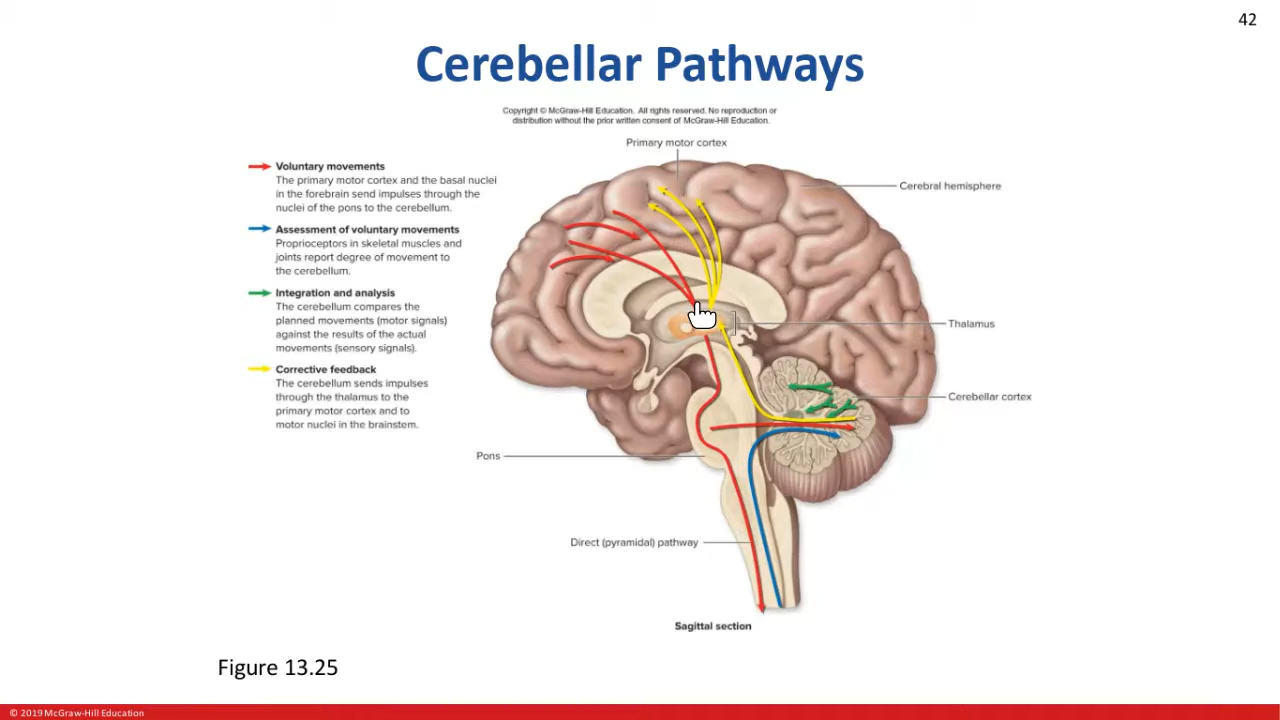 42
Cerebellar Pathways
Copyright © McGraw-Hill Education. All rights reserved. No reproduction or
distribution without the prior written consent of McGraw-Hill Education.
Primary motor cortex
Voluntary movements
The primary motor cortex and the basal nuclei
in the forebrain send impulses through the
nuclei of the pons to the cerebellum.
Assessment of voluntary movements
Proprioceptors in skeletal muscles and
joints report degree of movement to
the cerebellum.
Integration and analysis
The cerebellum compares the
planned movements (motor signals)
against the results of the actual
movements (sensory signals).
Corrective feedback
The cerebellum sends impulses
through the thalamus to the
primary motor cortex and to
motor nuclei in the brainstem.
Cerebral hemisphere
Thalamus
Cerebellar cortex
Pons
Direct (pyramidal) pathway
Sagittal section
Figure 13.25
© 2019 McGraw-Hill Education